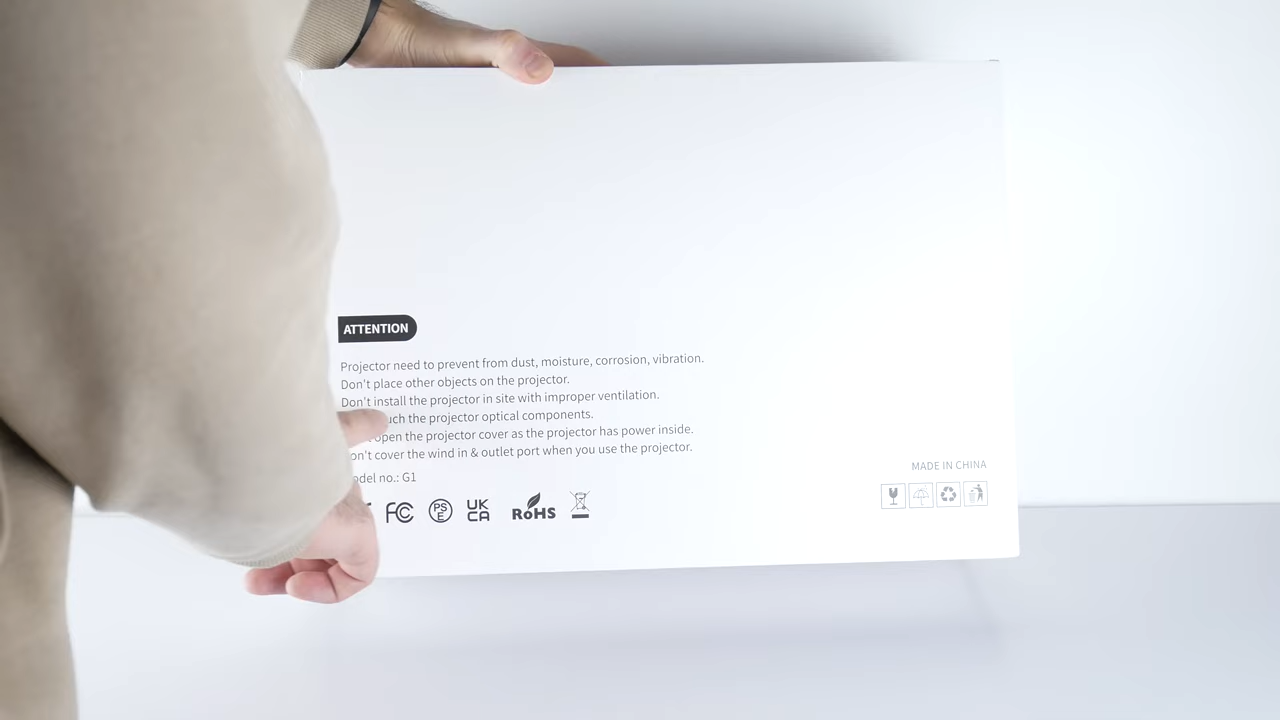 ATTENTION
Projector need to prevent from dust, moisture, corrosion, vibration.
Don't place other objects on the projector.
Don't install the projector in site with improper ventilation.
the projector optical components.
open the projector cover as the projector has power inside.
cover the wind in & outlet port when you use the projector.
no.: G1
FC
PS
E
UK
CA
RoHS
MADE IN CHINA